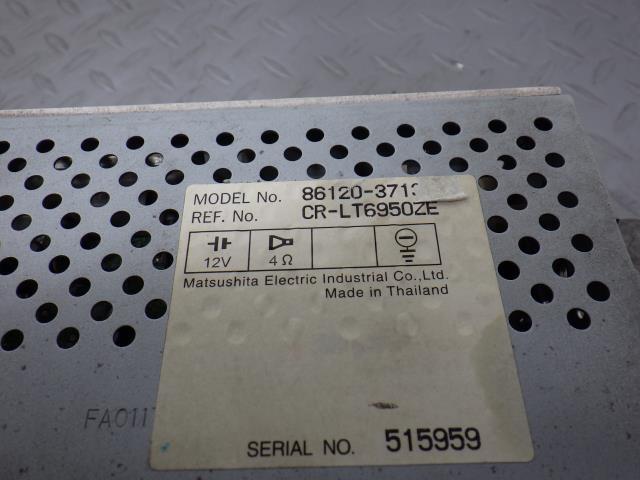 MODEL No. 86120-371
REF. No. CR-LT6950ZE
12V 4Ω
Matsushita Electric Industrial Co.,Ltd.
Made in Thailand
FA011
SERIAL NO. 515959